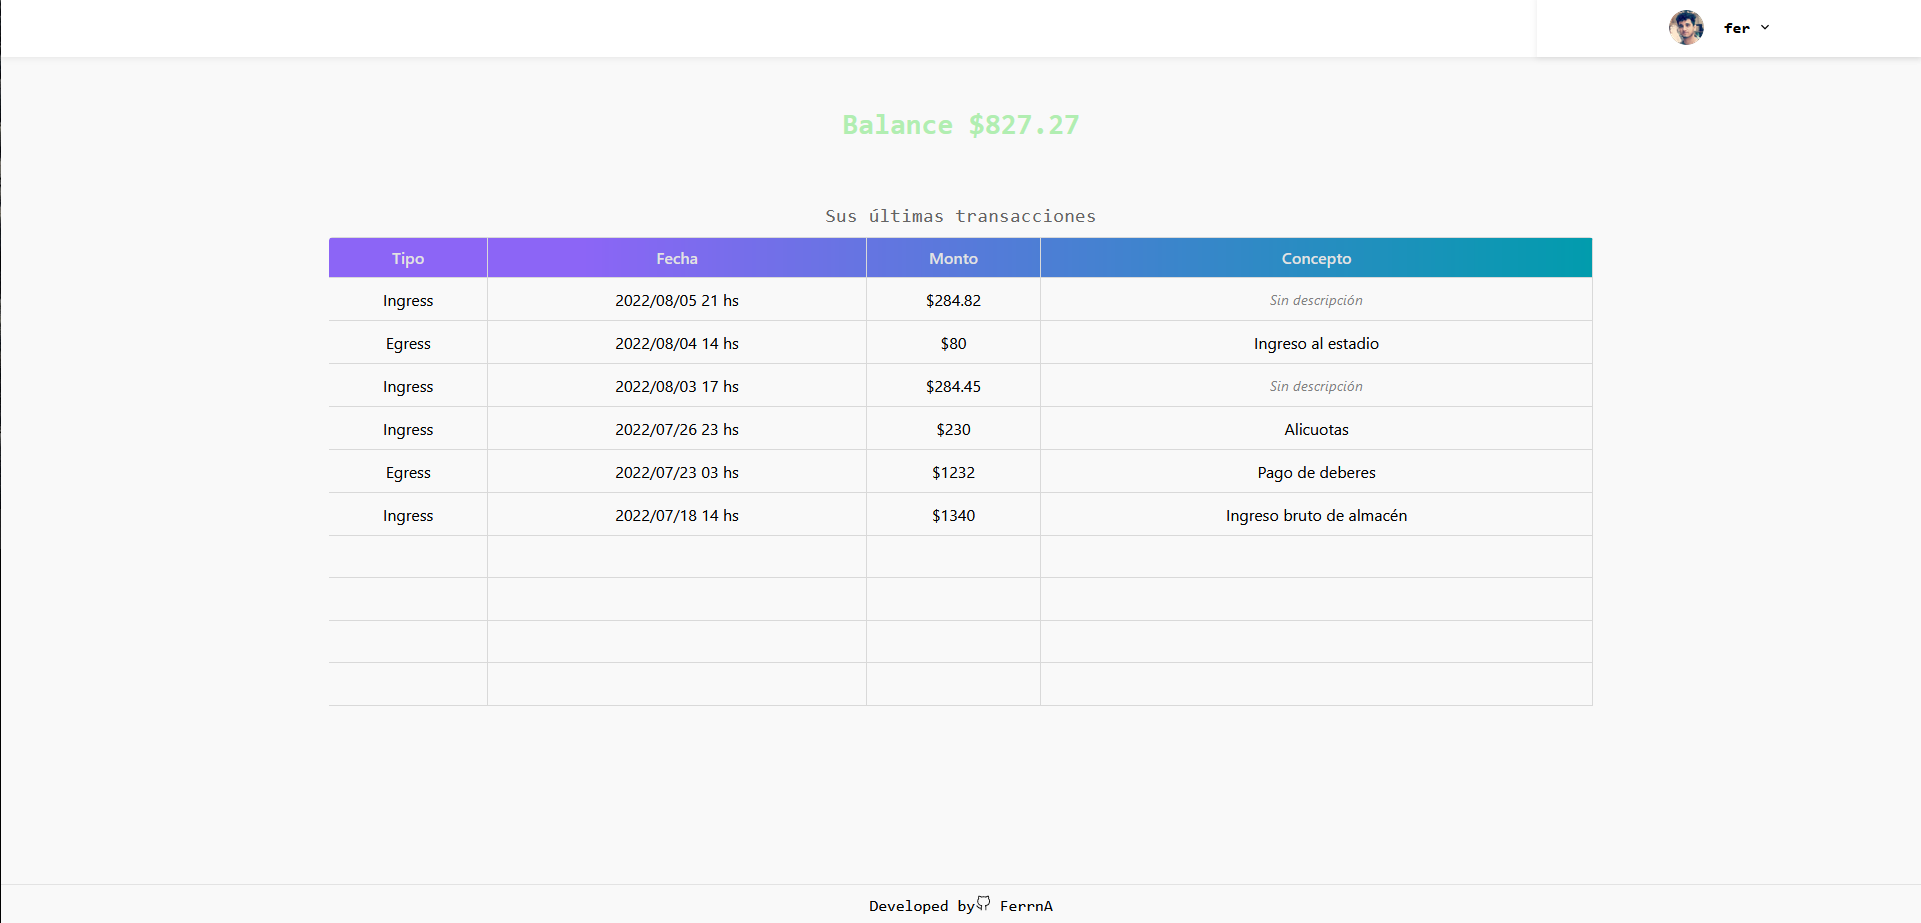 fer
Balance $827.27
Sus últimas transacciones
Tipo Fecha Monto Concepto
Ingress 2022/08/05 21 hs $284.82 Sin descripción
Egress 2022/08/04 14 hs $80 Ingreso al estadio
Ingress 2022/08/03 17 hs $284.45 Sin descripción
Ingress 2022/07/26 23 hs $230 Alicuotas
Egress 2022/07/23 03 hs $1232 Pago de deberes
Ingress 2022/07/18 14 hs $1340 Ingreso bruto de almacén
Developed by FerrnA